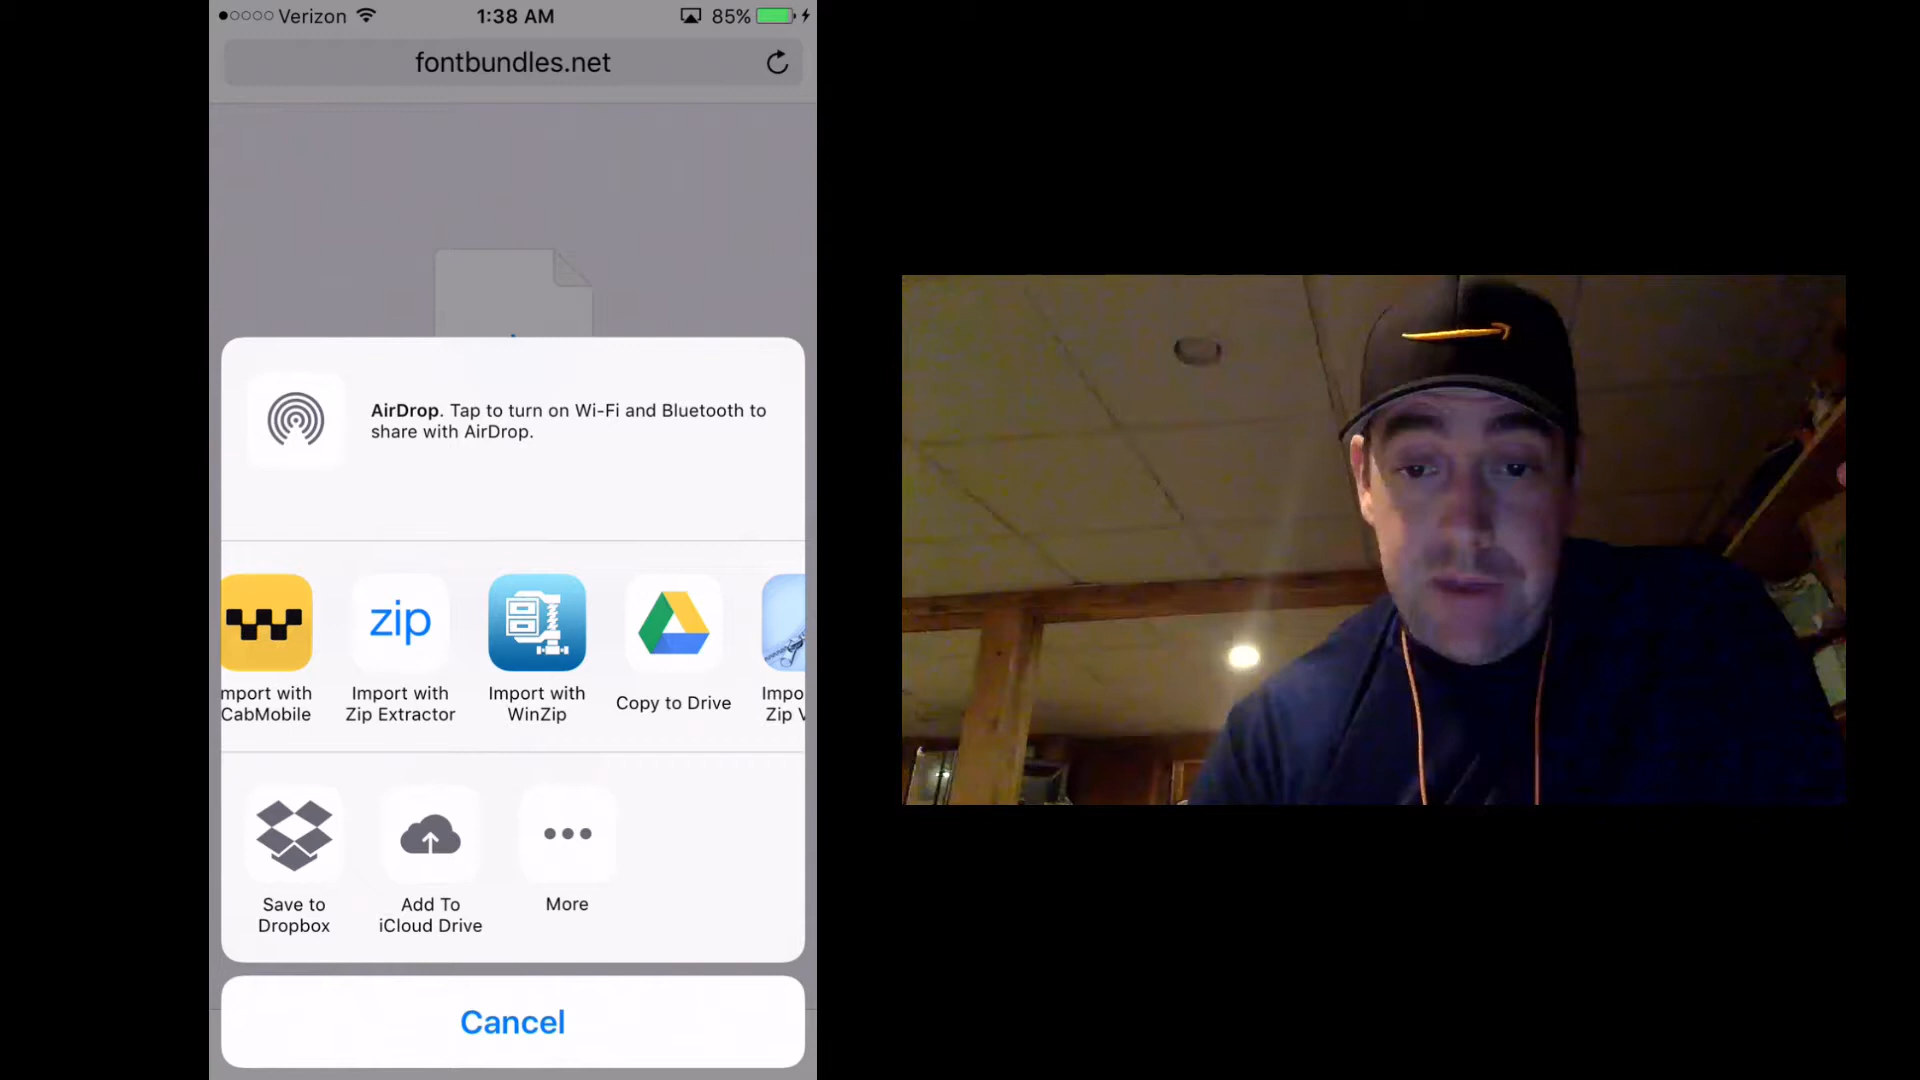 Verizon 1:38 AM 85%
fontbundles.net
AirDrop. Tap to turn on Wi-Fi and Bluetooth to
share with AirDrop.
mport with
CabMobile
zip
Import with
Zip Extractor
Import with
WinZip
Copy to Drive
Impo
Zip V
Save to
Dropbox
Add To
iCloud Drive
More
Cancel